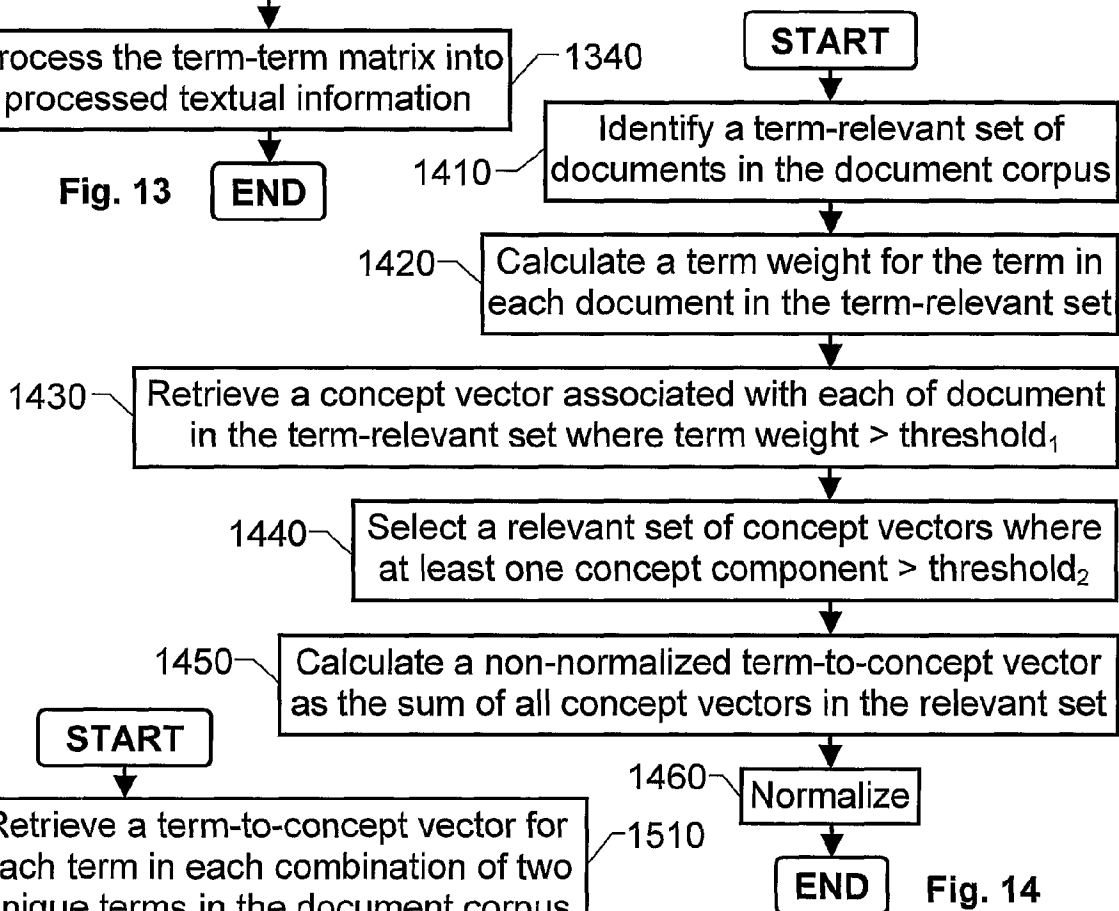 rocess the term-term matrix into
processed textual information
1340
END
Fig. 13
START
Identify a term-relevant set of
documents in the document corpus
1410
Calculate a term weight for the term in
each document in the term-relevant set
1420
Retrieve a concept vector associated with each of document
in the term-relevant set where term weight > threshold₁
1430
Select a relevant set of concept vectors where
at least one concept component > threshold₂
1440
Calculate a non-normalized term-to-concept vector
as the sum of all concept vectors in the relevant set
1450
Normalize
1460
END
Fig. 14
START
Retrieve a term-to-concept vector for
ach term in each combination of two
nique terms in the document corpus
1510